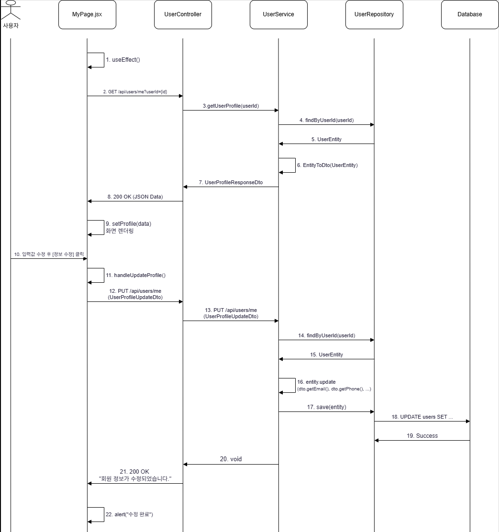 사용자
MyPage.jsx
UserController
UserService
UserRepository
Database
1. useEffect()
2. GET /api/users/me?userId={id}
3.getUserProfile(userId)
4. findByUserId(userId)
5. UserEntity
6. EntityToDto(UserEntity)
7. UserProfileResponseDto
8. 200 OK (JSON Data)
9. setProfile(data)
화면 렌더링
10. 입력값 수정 후 [정보 수정] 클릭
11. handleUpdateProfile()
12. PUT /api/users/me
(UserProfileUpdateDto)
13. PUT /api/users/me
(UserProfileUpdateDto)
14. findByUserId(userId)
15. UserEntity
16. entity.update
(dto.getEmail(), dto.getPhone(), ...)
17. save(entity)
18. UPDATE users SET ...
19. Success
20. void
21. 200 OK
"회원 정보가 수정되었습니다."
22. alert("수정 완료")